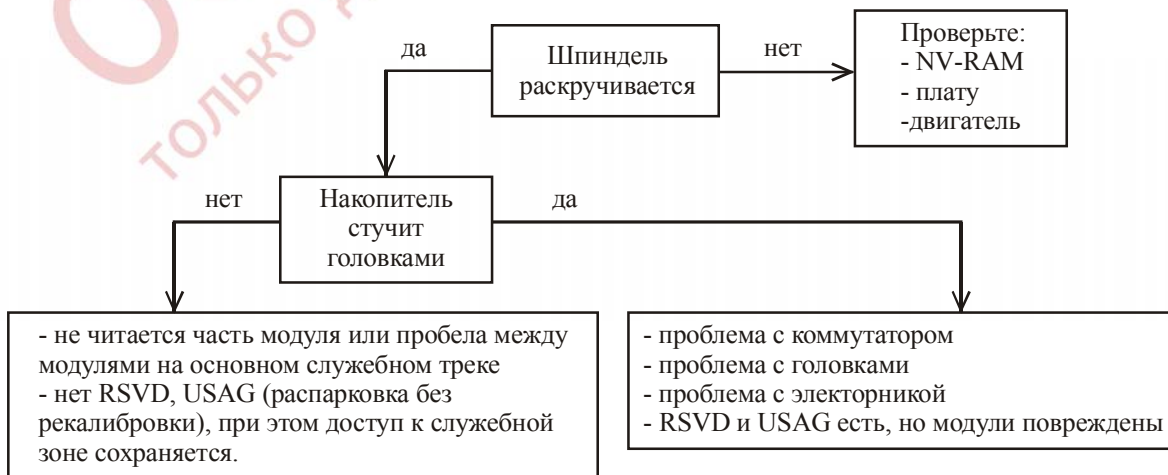 только д
да
Шпиндель
раскручивается
нет
Проверьте:
- NV-RAM
- плату
-двигатель
нет
Накопитель
стучит
головками
да
- не читается часть модуля или пробела между
модулями на основном служебном треке
- нет RSVD, USAG (распарковка без
рекалибровки), при этом доступ к служебной
зоне сохраняется.
- проблема с коммутатором
- проблема с головками
- проблема с электорникой
- RSVD и USAG есть, но модули повреждены